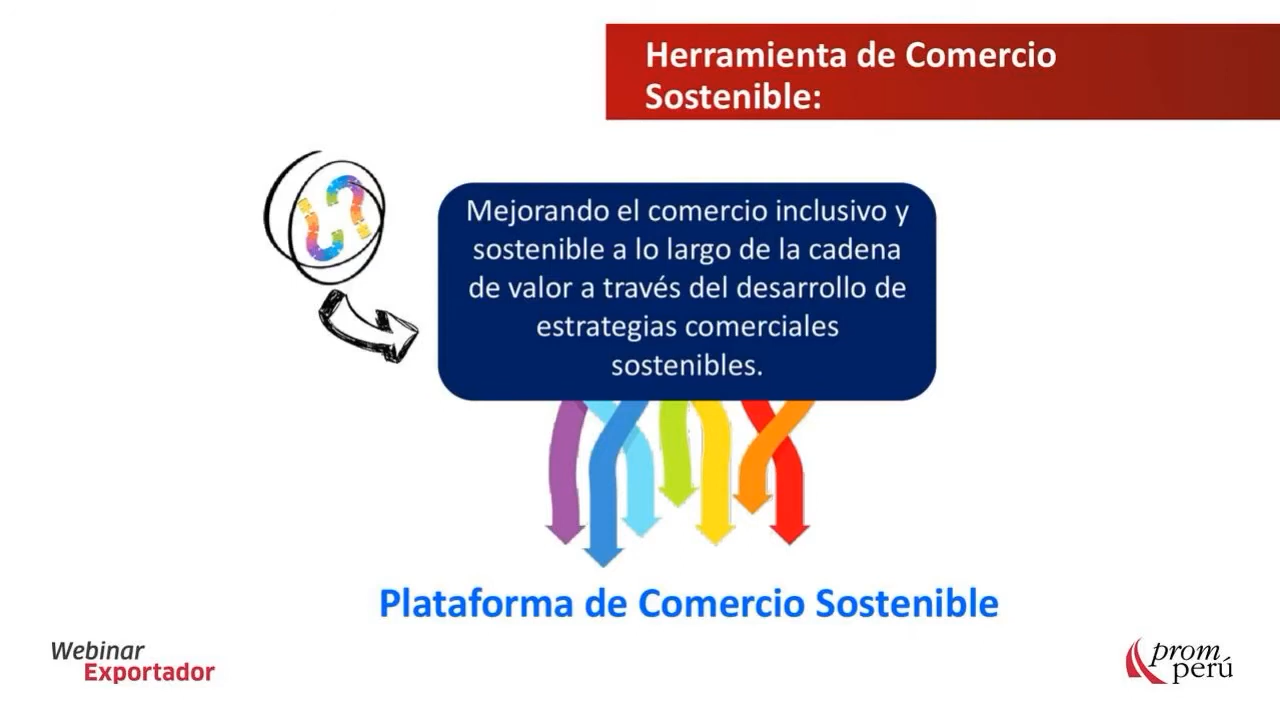 Herramienta de Comercio
Sostenible:
Mejorando el comercio inclusivo y
sostenible a lo largo de la cadena
de valor a través del desarrollo de
estrategias comerciales
sostenibles.
Plataforma de Comercio Sostenible
Webinar
Exportador
prom
perú